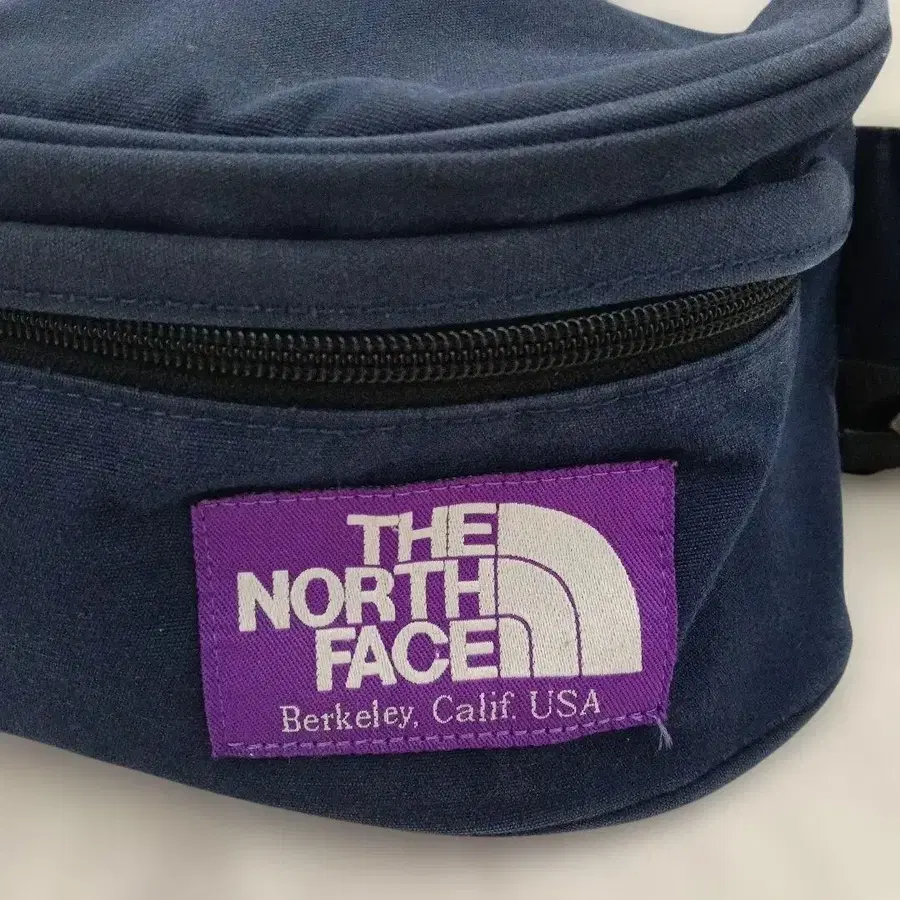 THE
NORTH
FACE
Berkeley, Calif. USA